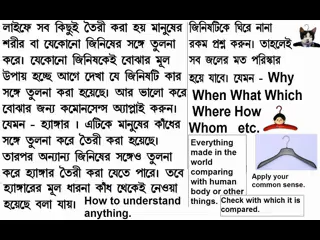 লাইফে সব কিছুই তৈরী করা হয় মানুষের
শরীর বা যেকোনো জিনিষের সঙ্গে তুলনা
করে। যেকোনো জিনিষকেই বোঝার মূল
উপায় হচ্ছে আগে দেখা যে জিনিষটি কার
সঙ্গে তুলনা করা হয়েছে। আর ভালো করে
বোঝার জন্য কমোনসেন্স অ্যাপ্লাই করুন।
যেমন - হ্যাঙ্গার । এটিকে মানুষের কাঁধের
সঙ্গে তুলনা করে তৈরী করা হয়েছে।
তারপর অন্যান্য জিনিষের সঙ্গেও তুলনা
করে হ্যাঙ্গার তৈরী করা যেতে পারে। তবে
হ্যাঙ্গারের মূল ধারনা কাঁধ থেকেই নেওয়া
হয়েছে বলা যায়। How to understand
anything.
জিনিষটিকে ঘিরে নানা
রকম প্রশ্ন করুন। তাহলেই
সব জলের মত পরিষ্কার
হয়ে যাবে। যেমন - Why
When What Which
Where How
Whom etc.
Everything
made in the
world
comparing
with human
body or other
things.
Apply your
common sense.
Check with which it is
compared.